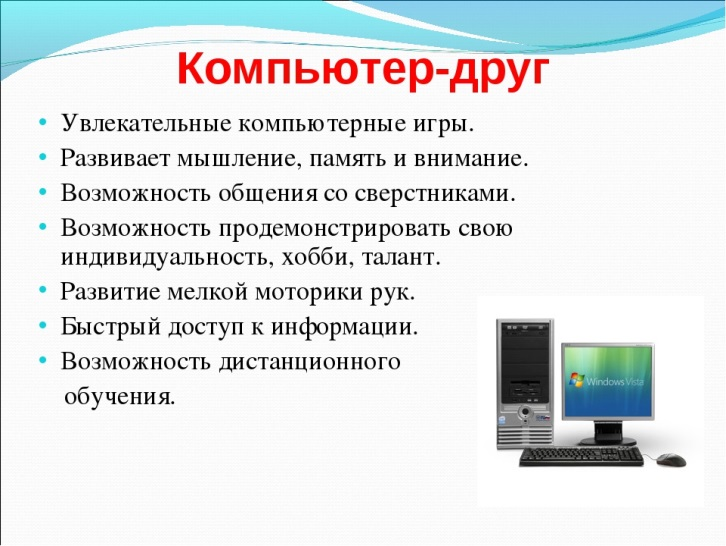 Компьютер-друг
• Увлекательные компьютерные игры.
• Развивает мышление, память и внимание.
• Возможность общения со сверстниками.
• Возможность продемонстрировать свою
индивидуальность, хобби, талант.
• Развитие мелкой моторики рук.
• Быстрый доступ к информации.
• Возможность дистанционного
обучения.
Windows Vista